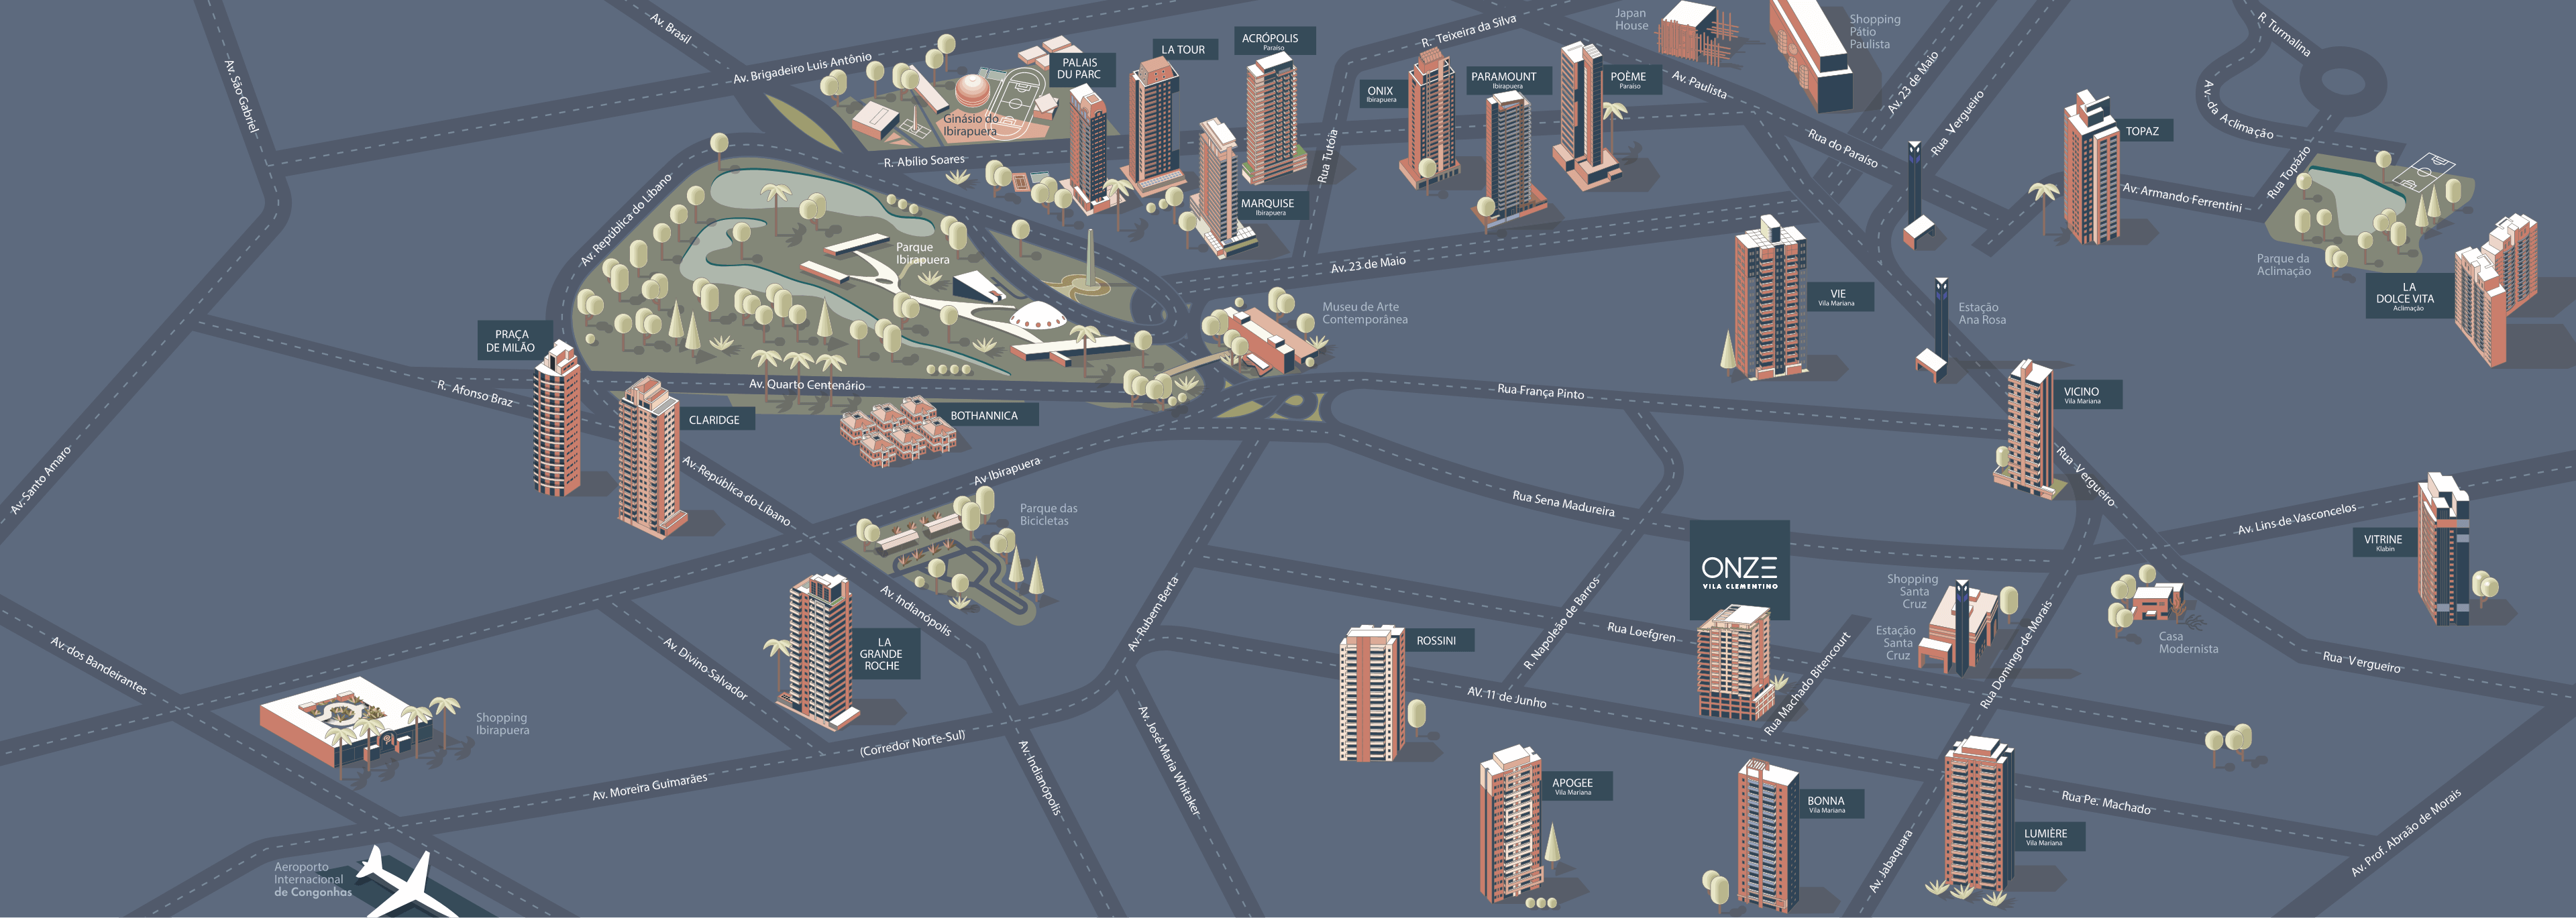 Av. São Gabriel
Av. Brasil
Av. Brigadeiro Luis Antônio
Ginásio do
Ibirapuera
R. Abílio Soares
PALAIS
DU PARC
LA TOUR
ACRÓPOLIS
Paraíso
MARQUISE
Ibirapuera
Rua Tutóia
R. Teixeira da Silva
ONIX
Ibirapuera
PARAMOUNT
Ibirapuera
POÈME
Paraíso
Japan
House
Shopping
Pátio
Paulista
Av. Paulista
Av. 23 de Maio
Rua Vergueiro
Rua do Paraíso
R. Turmalina
Av. da Aclimação
TOPAZ
Rua Topázio
Av. Armando Ferrentini
Parque da
Aclimação
LA
DOLCE VITA
Aclimação
Av. República do Líbano
Parque
Ibirapuera
Av. 23 de Maio
Museu de Arte
Contemporânea
VIE
Vila Mariana
Estação
Ana Rosa
PRAÇA
DE MILÃO
R. Afonso Braz
Av. Quarto Centenário
CLARIDGE
BOTHANNICA
Rua França Pinto
VICINO
Vila Mariana
Av. Santo Amaro
Av. República do Líbano
Av Ibirapuera
Parque das
Bicicletas
Rua Sena Madureira
Rua Vergueiro
Av. Lins de Vasconcelos
VITRINE
Klabin
ONZE
VILA CLEMENTINO
Av. dos Bandeirantes
Av. Divino Salvador
LA
GRANDE
ROCHE
Av. Indianópolis
Av. Rubem Berta
R. Napoleão de Barros
ROSSINI
Rua Loefgren
AV. 11 de Junho
Rua Machado Bitencourt
Shopping
Santa
Cruz
Estação
Santa
Cruz
Rua Domingo de Morais
Casa
Modernista
Rua Vergueiro
Shopping
Ibirapuera
Av. Moreira Guimarães
(Corredor Norte-Sul)
Av. Indianópolis
Av. José Maria Whitaker
APOGEE
Vila Mariana
BONNA
Vila Mariana
Av. Jabaquara
LUMIÈRE
Vila Mariana
Rua Pe. Machado
Av. Prof. Abraão de Morais
Aeroporto
Internacional
de Congonhas